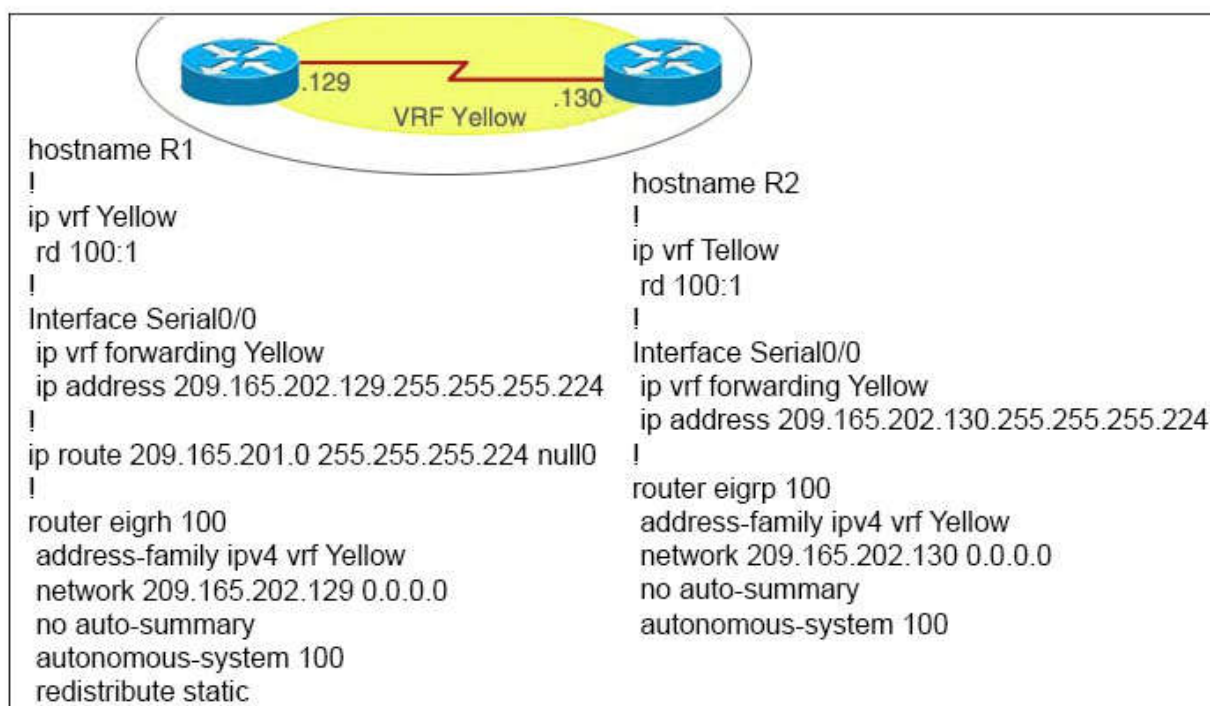 .129
.130
VRF Yellow
hostname R1
!
ip vrf Yellow
rd 100:1
!
Interface Serial0/0
ip vrf forwarding Yellow
ip address 209.165.202.129.255.255.255.224
!
ip route 209.165.201.0 255.255.255.224 null0
!
router eigrh 100
address-family ipv4 vrf Yellow
network 209.165.202.129 0.0.0.0
no auto-summary
autonomous-system 100
redistribute static
hostname R2
!
ip vrf Tellow
rd 100:1
!
Interface Serial0/0
ip vrf forwarding Yellow
ip address 209.165.202.130.255.255.255.224
!
router eigrp 100
address-family ipv4 vrf Yellow
network 209.165.202.130 0.0.0.0
no auto-summary
autonomous-system 100